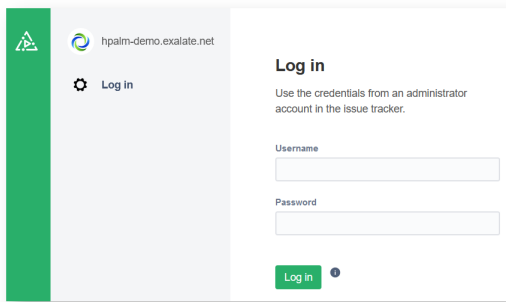 hpalm-demo.exalate.net
Log in
Log in
Use the credentials from an administrator
account in the issue tracker.
Username
Password
Log in